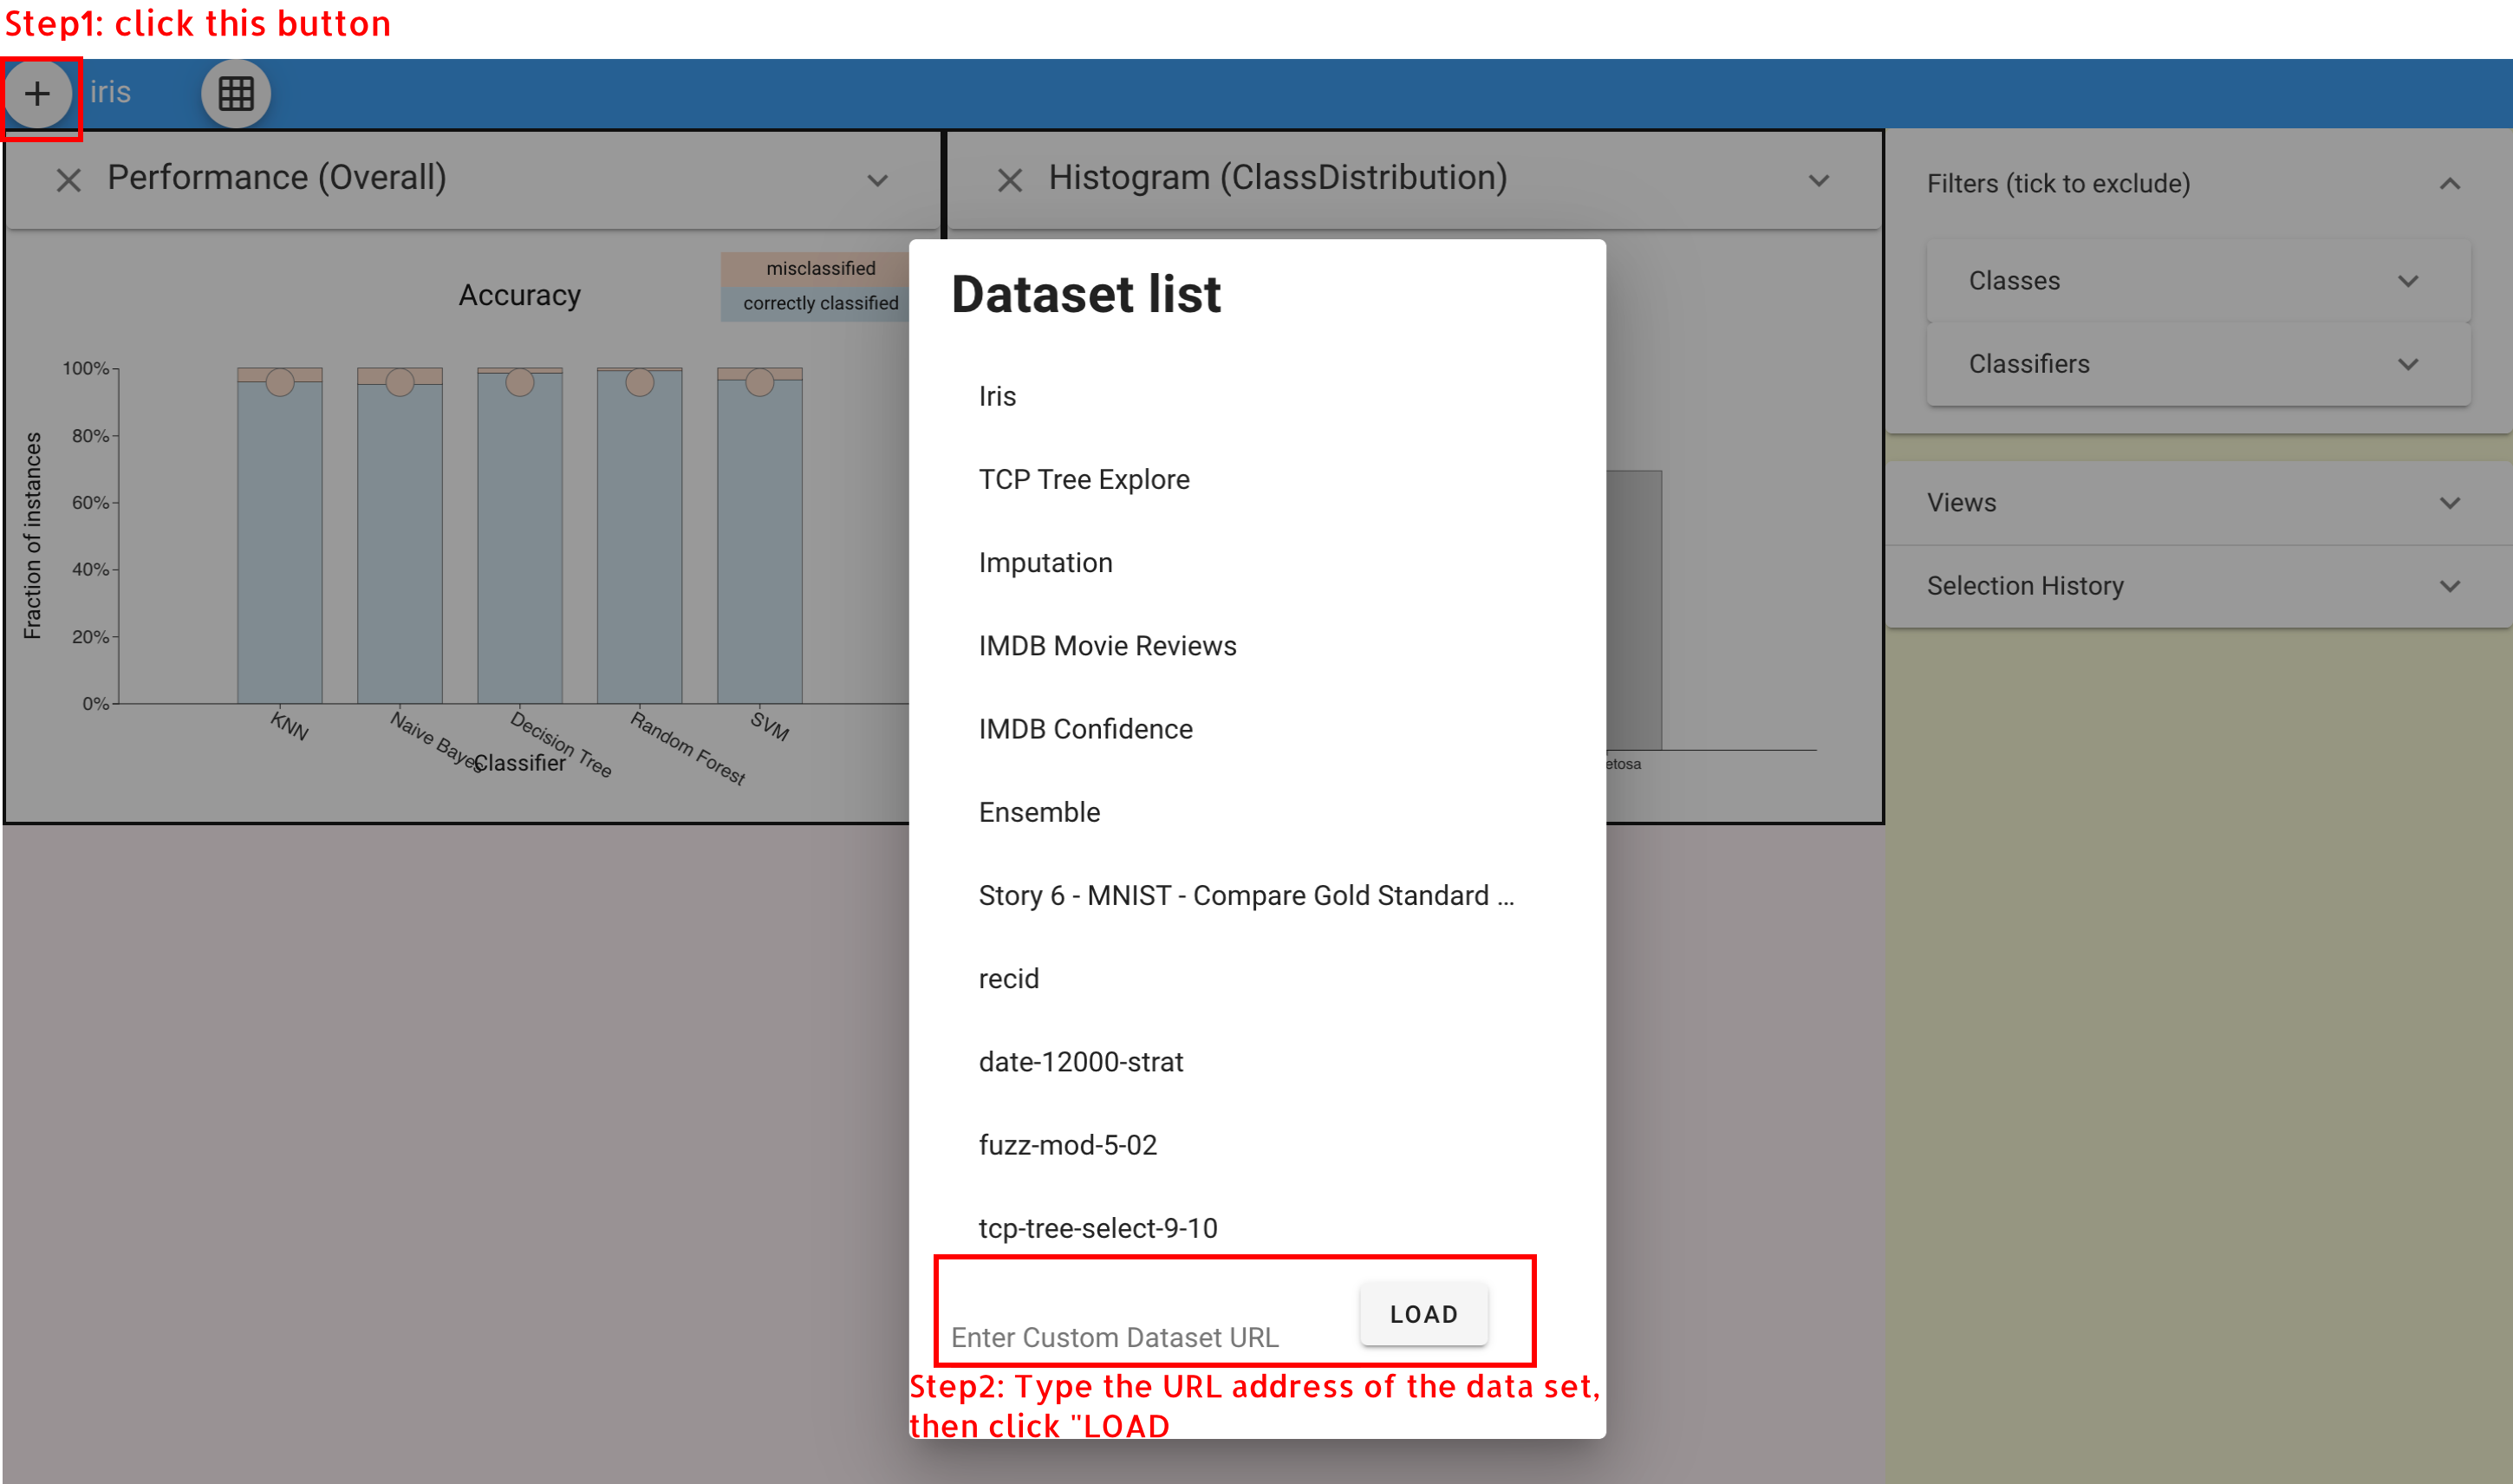 Step1: click this button
iris
Performance (Overall)
Histogram (ClassDistribution)
Filters (tick to exclude)
Classes
Classifiers
Views
Selection History
Accuracy
misclassified
correctly classified
Fraction of instances
100%
80%
60%
40%
20%
0%
KNN
Naive Bayes
Decision Tree
Random Forest
SVM
Classifier
etosa
Dataset list
Iris
TCP Tree Explore
Imputation
IMDB Movie Reviews
IMDB Confidence
Ensemble
Story 6 - MNIST - Compare Gold Standard ...
recid
date-12000-strat
fuzz-mod-5-02
tcp-tree-select-9-10
Enter Custom Dataset URL
LOAD
Step2: Type the URL address of the data set,
then click "LOAD